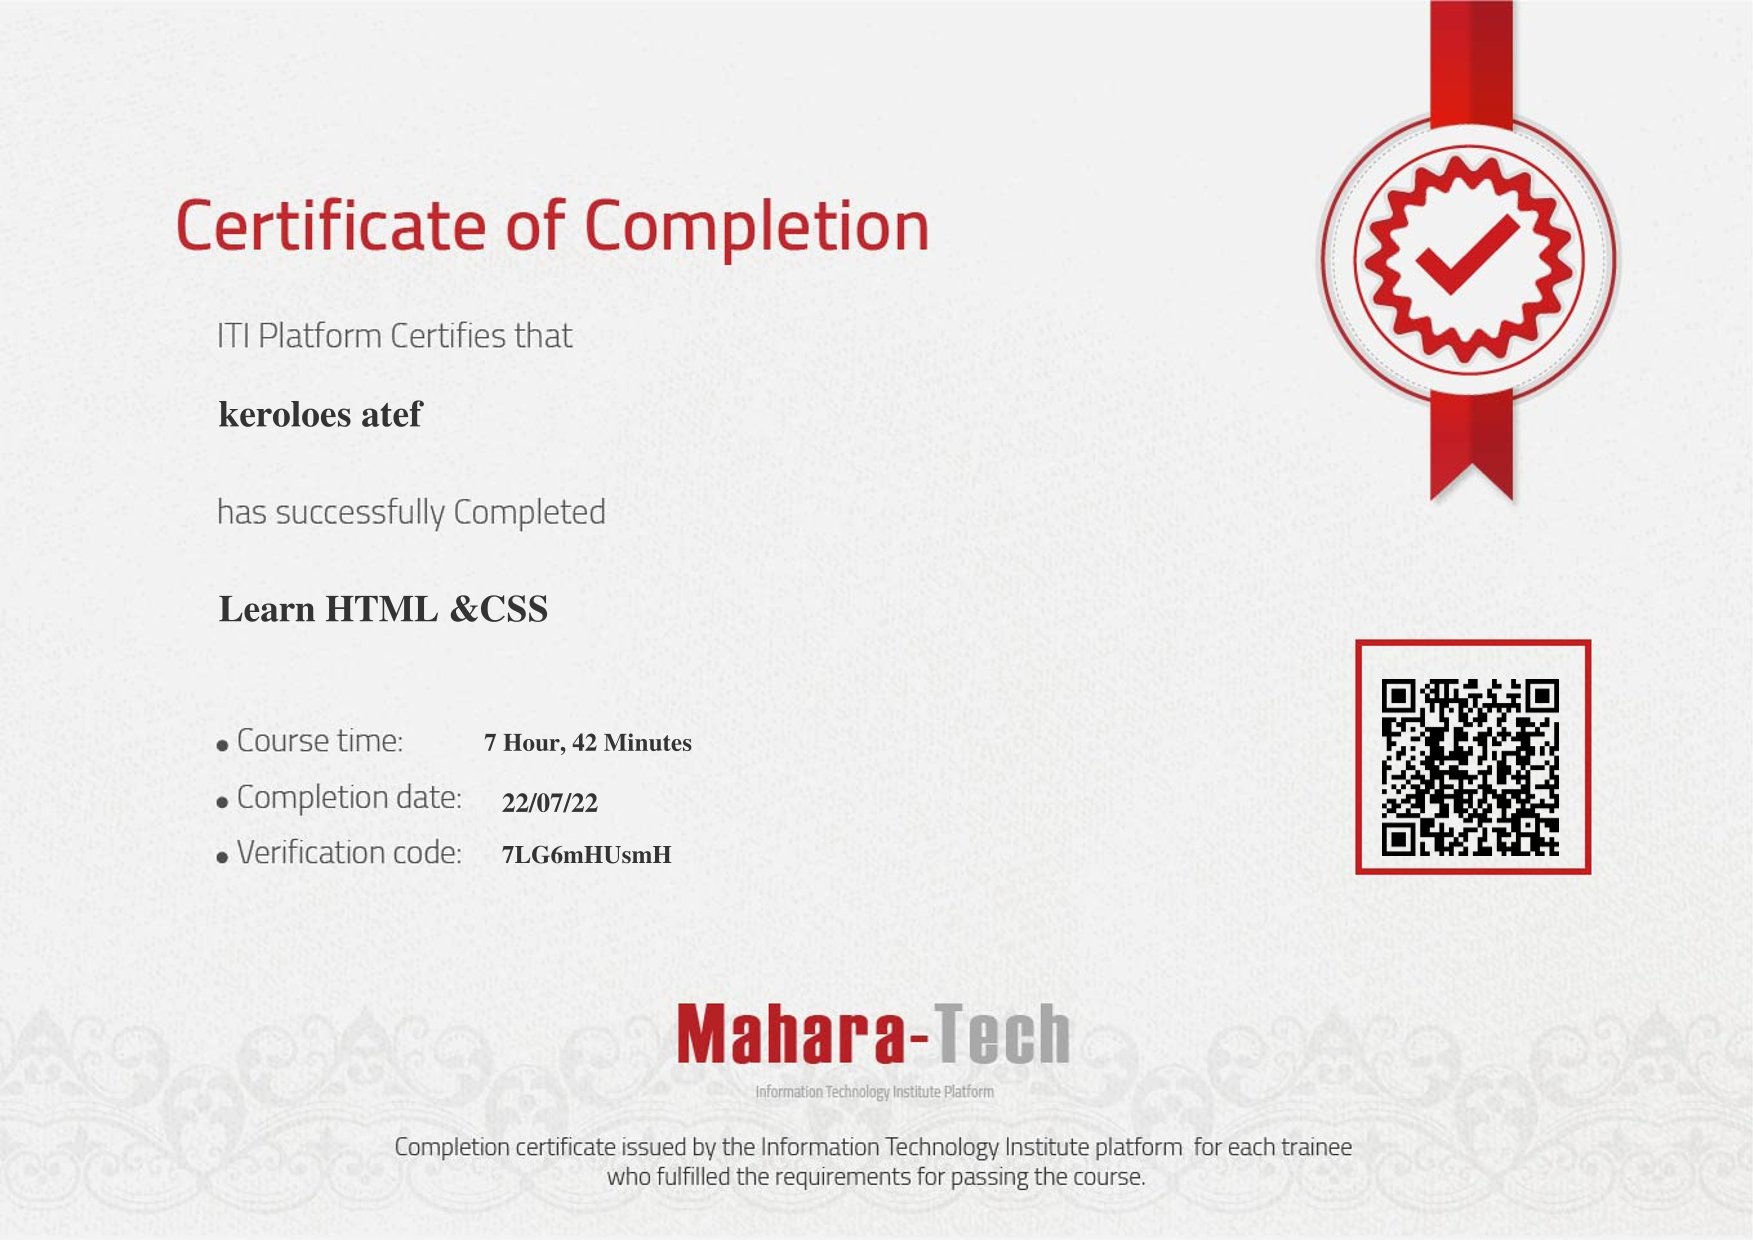 Certificate of Completion
ITI Platform Certifies that
keroloes atef
has successfully Completed
Learn HTML &CSS
• Course time: 7 Hour, 42 Minutes
• Completion date: 22/07/22
• Verification code: 7LG6mHUsmH
Mahara-Tech
Information Technology Institute Platform
Completion certificate issued by the Information Technology Institute platform for each trainee
who fulfilled the requirements for passing the course.